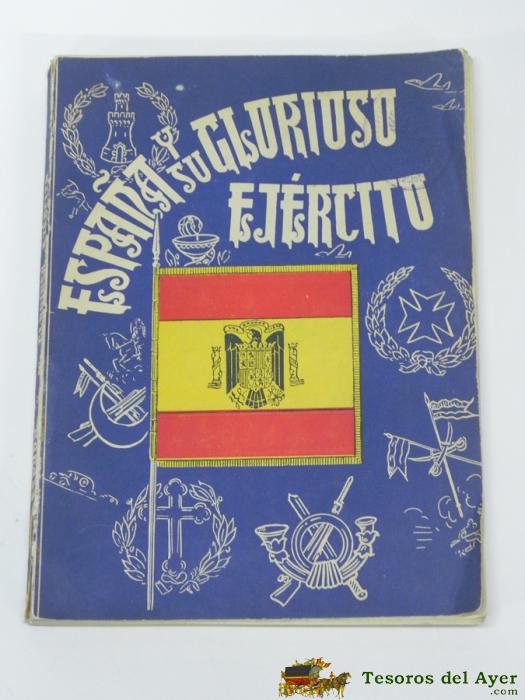 ESPAÑA Y
SU GLORIOSO
EJÉRCITO
Tesoros del Ayer
.com